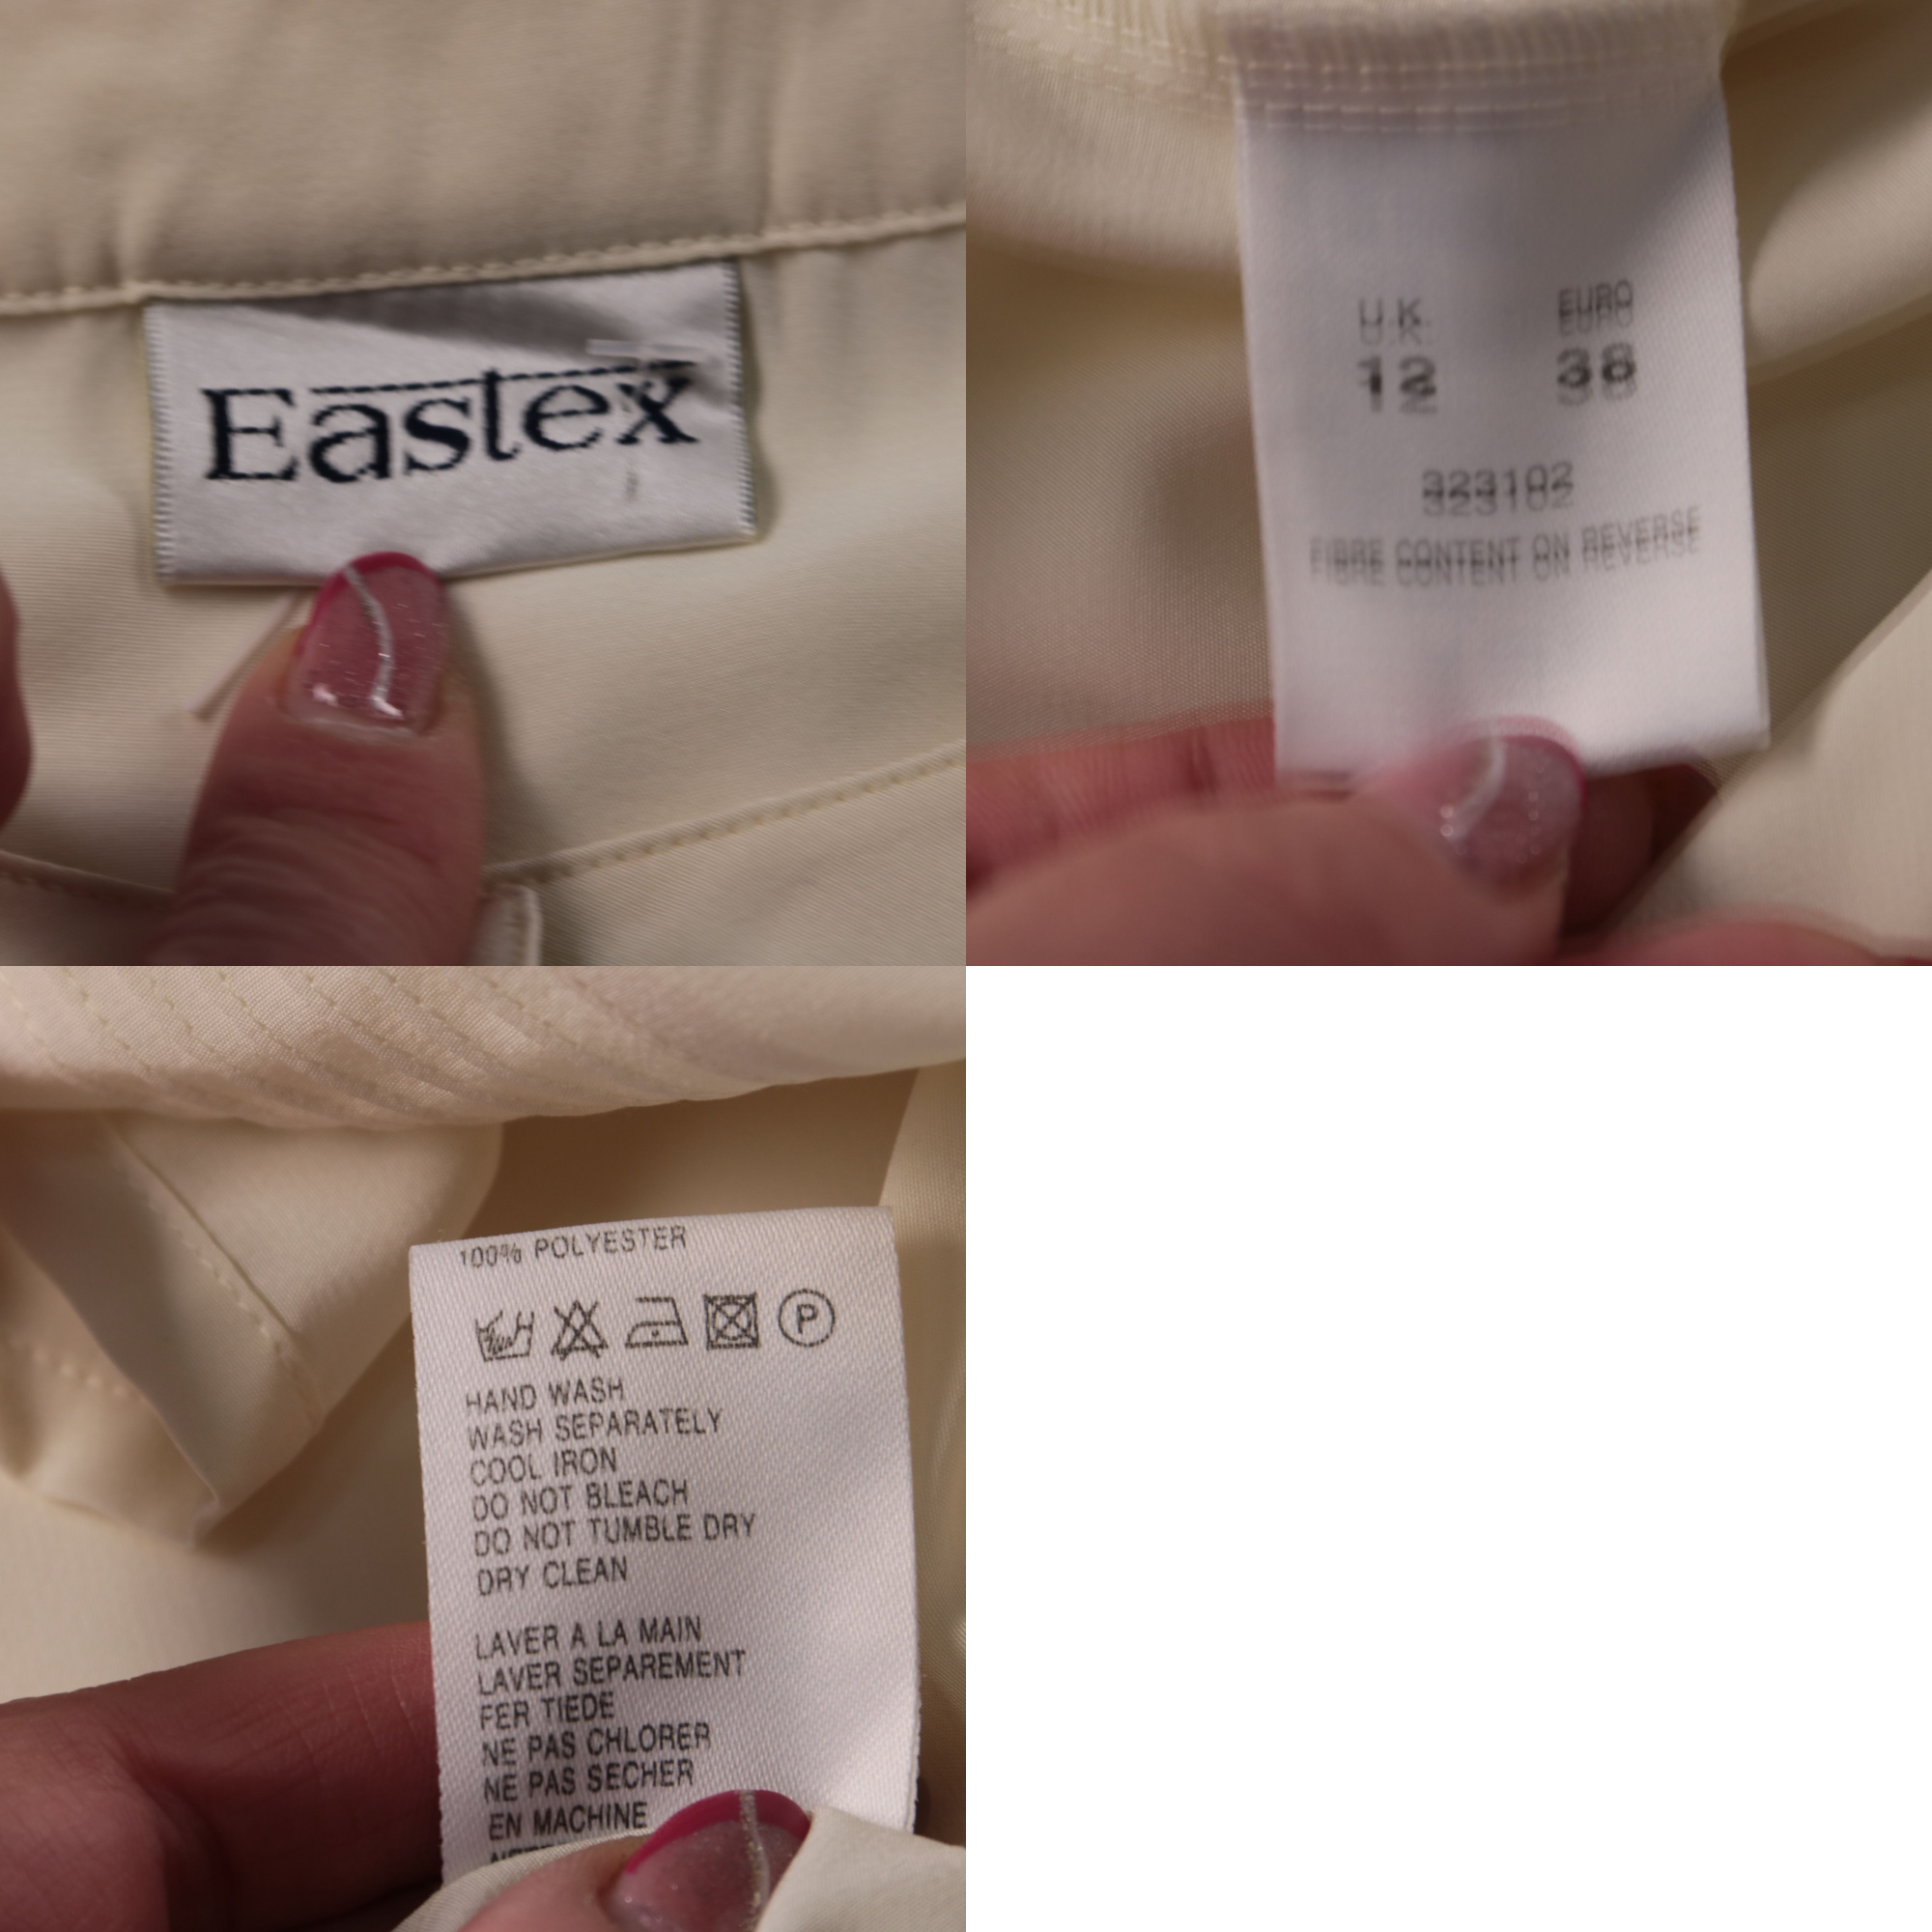 Eastex
U.K. EURO
12 38
323102
FIBRE CONTENT ON REVERSE
100% POLYESTER
P
HAND WASH
WASH SEPARATELY
COOL IRON
DO NOT BLEACH
DO NOT TUMBLE DRY
DRY CLEAN
LAVER A LA MAIN
LAVER SEPAREMENT
FER TIEDE
NE PAS CHLORER
NE PAS SECHER
EN MACHINE